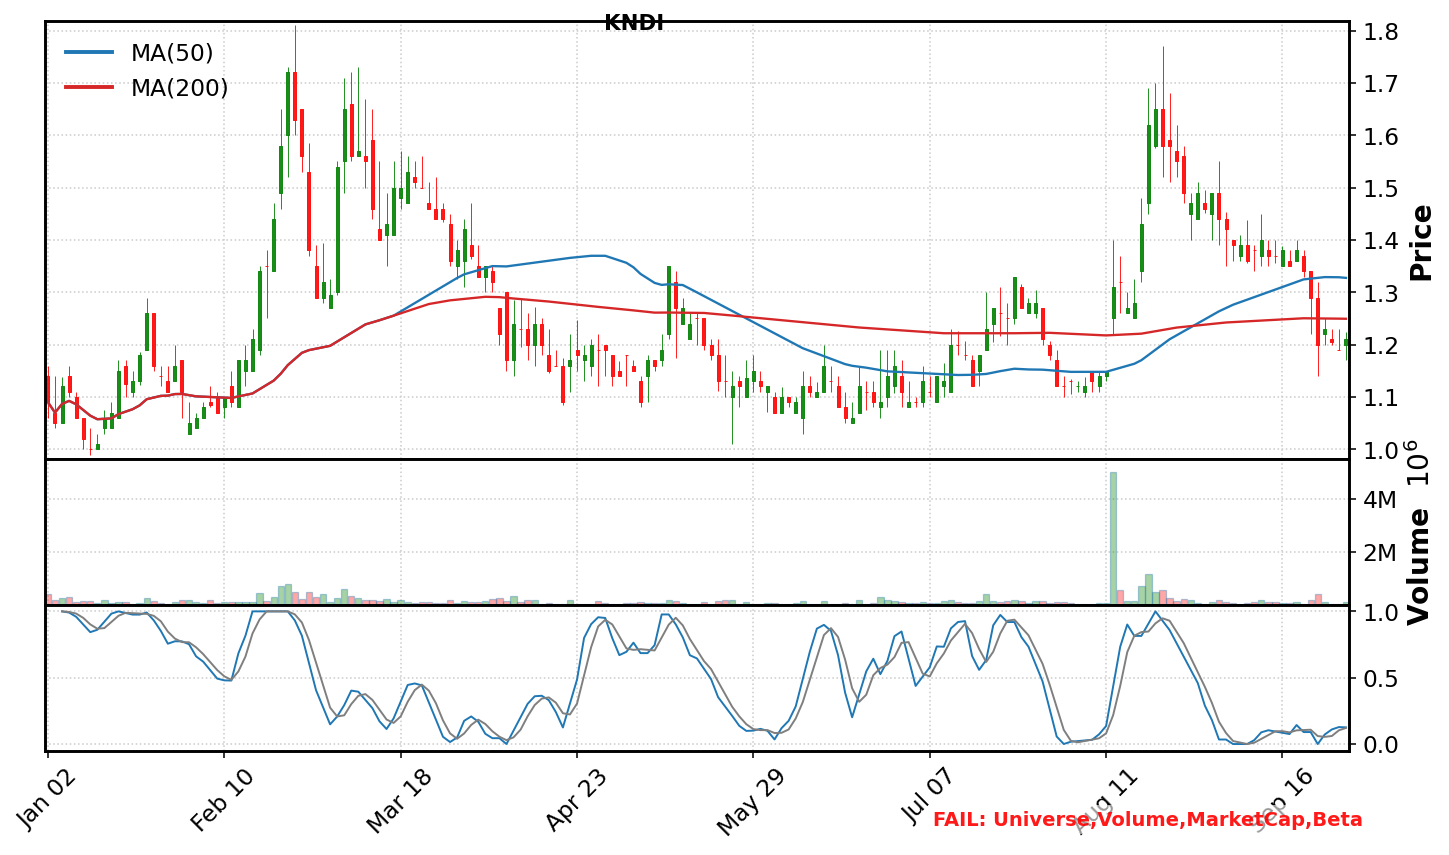 KNDI
MA(50)
MA(200)
1.8
1.7
1.6
1.5
1.4
1.3
1.2
1.1
1.0
Price
10^6
4M
2M
Volume
1.0
0.5
0.0
Jan 02
Feb 10
Mar 18
Apr 23
May 29
Jul 07
Aug 11
Sep 16
FAIL: Universe,Volume,MarketCap,Beta